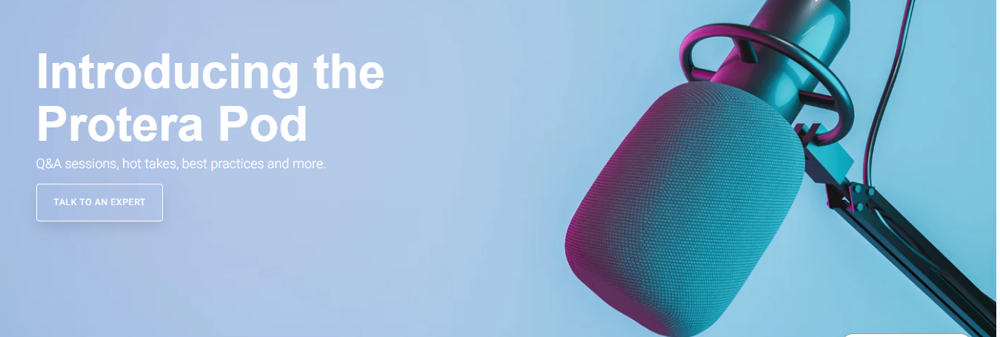 Introducing the
Protera Pod
Q&A sessions, hot takes, best practices and more.
TALK TO AN EXPERT